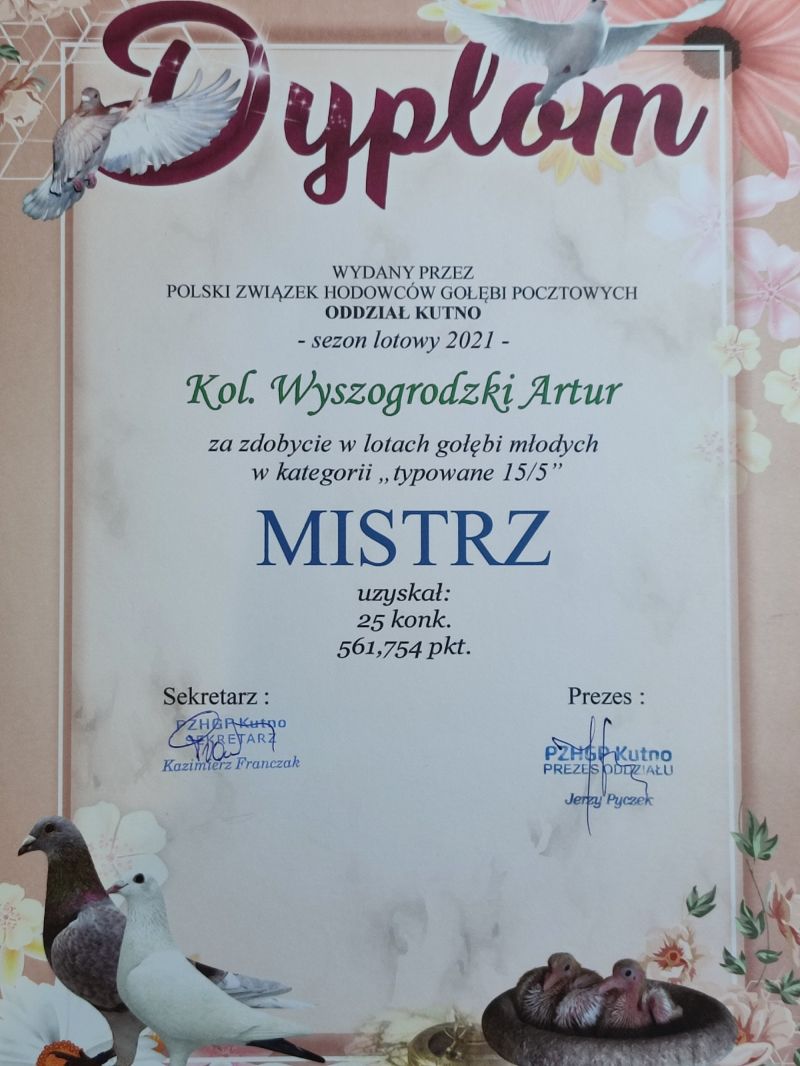 Dyplom
WYDANY PRZEZ
POLSKI ZWIĄZEK HODOWCÓW GOŁĘBI POCZTOWYCH
ODDZIAŁ KUTNO
- sezon lotowy 2021 -
Kol. Wyszogrodzki Artur
za zdobycie w lotach gołębi młodych
w kategorii „typowane 15/5”
MISTRZ
uzyskał:
25 konk.
561,754 pkt.
Sekretarz :
PZHGP Kutno
SEKRETARZ
Kazimierz Franczak
Prezes :
PZHGP Kutno
PREZES ODDZIAŁU
Jerzy Pyczek